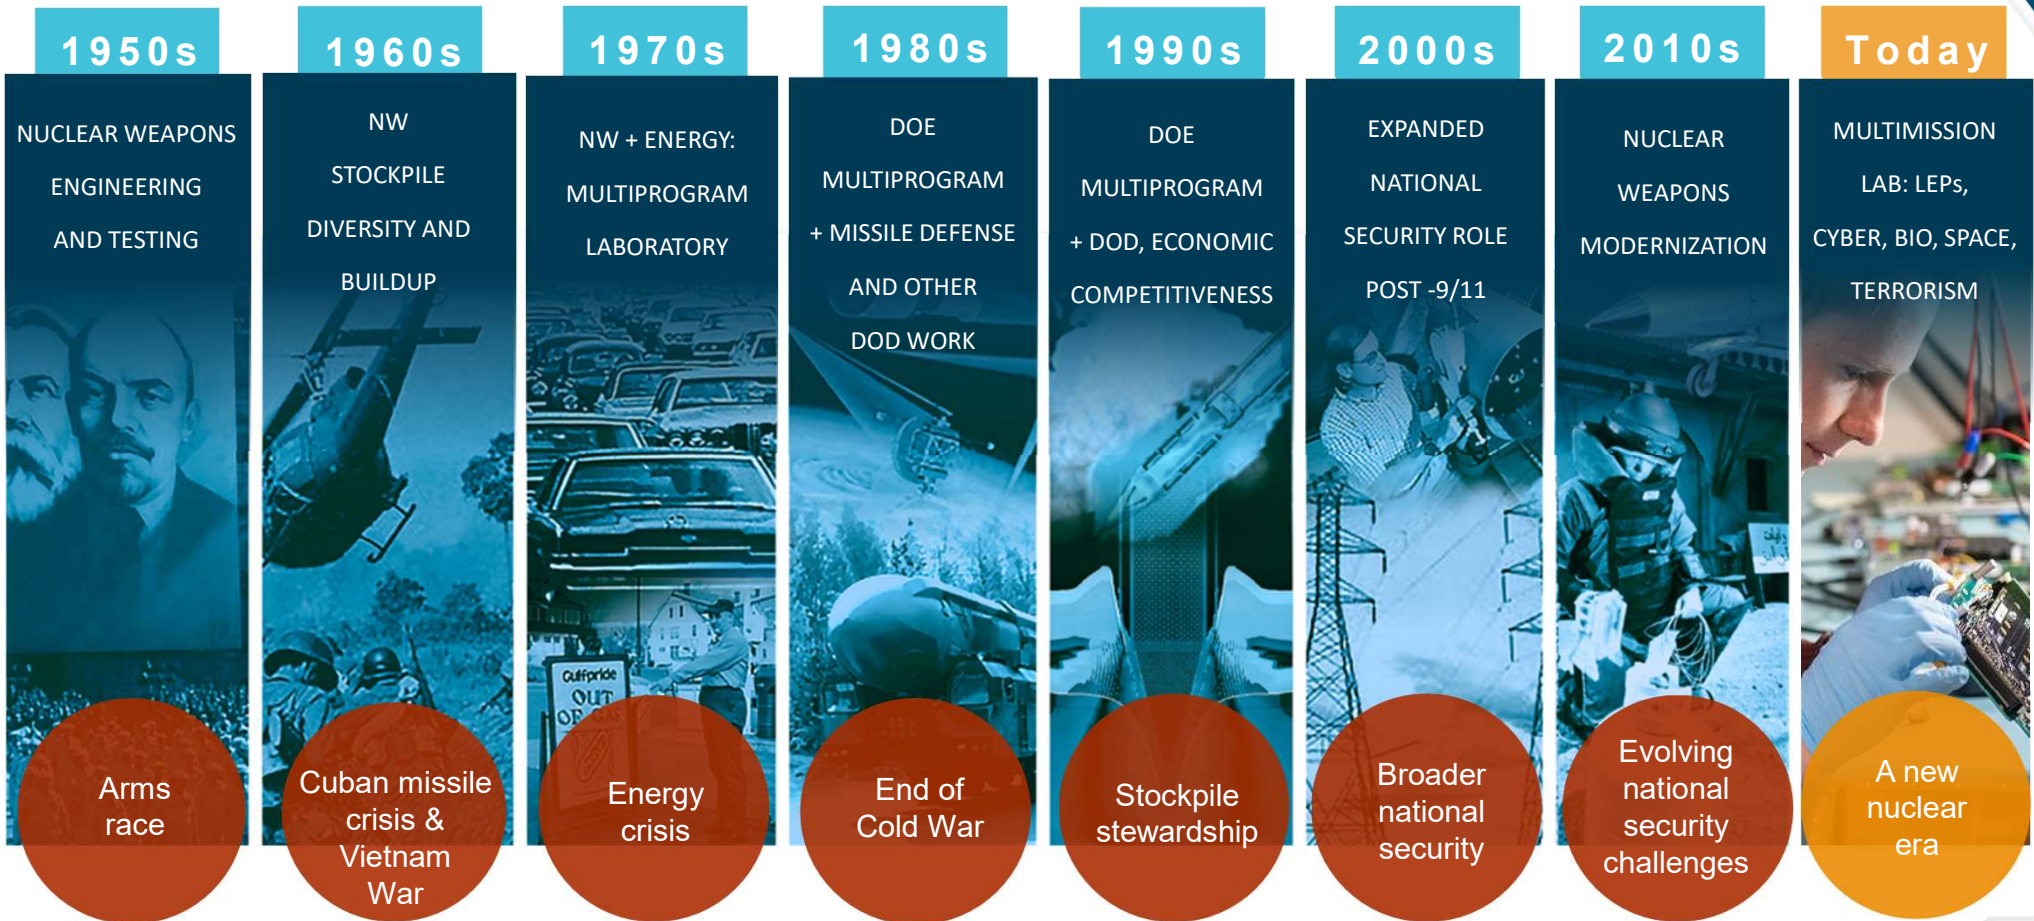 1950s
NUCLEAR WEAPONS
ENGINEERING
AND TESTING
Arms
race
1960s
NW
STOCKPILE
DIVERSITY AND
BUILDUP
Cuban missile
crisis &
Vietnam
War
1970s
NW + ENERGY:
MULTIPROGRAM
LABORATORY
Gulfpride
OUT
OF GAS
Energy
crisis
1980s
DOE
MULTIPROGRAM
+ MISSILE DEFENSE
AND OTHER
DOD WORK
End of
Cold War
1990s
DOE
MULTIPROGRAM
+ DOD, ECONOMIC
COMPETITIVENESS
Stockpile
stewardship
2000s
EXPANDED
NATIONAL
SECURITY ROLE
POST -9/11
Broader
national
security
2010s
NUCLEAR
WEAPONS
MODERNIZATION
Evolving
national
security
challenges
Today
MULTIMISSION
LAB: LEPs,
CYBER, BIO, SPACE,
TERRORISM
A new
nuclear
era